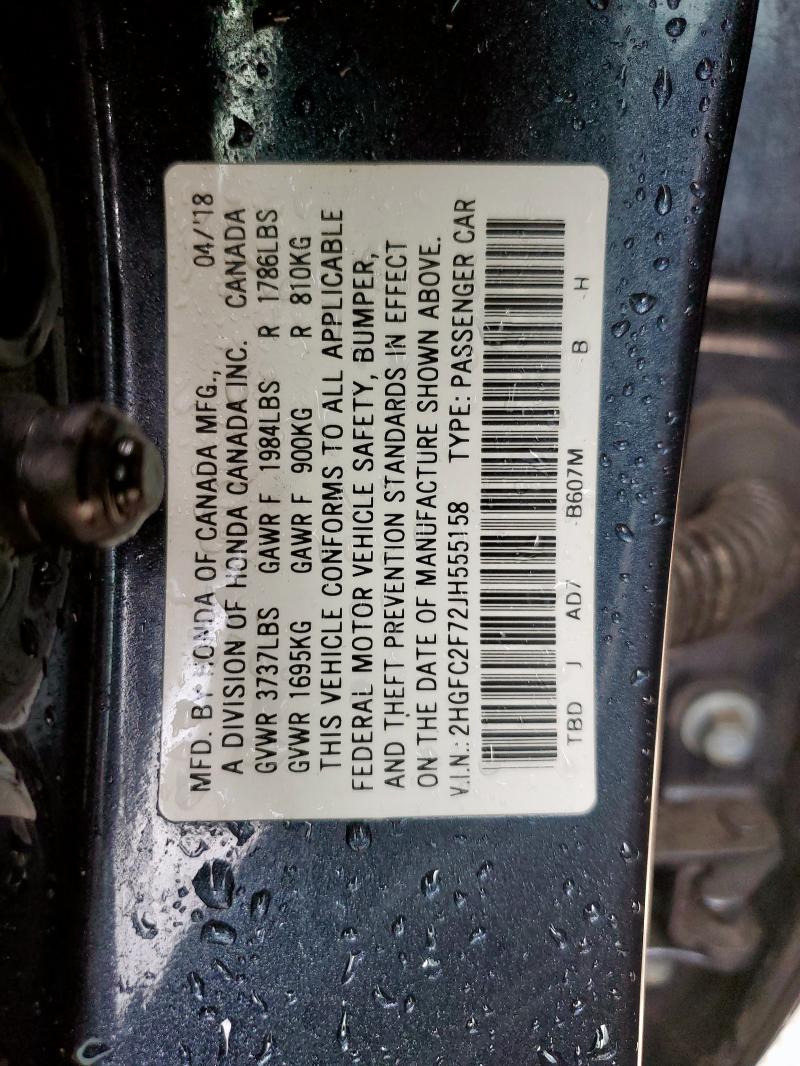 MFD. BY HONDA OF CANADA MFG., 04/'18
A DIVISION OF HONDA CANADA INC. CANADA
GVWR 3737LBS GAWR F 1984LBS R 1786LBS
GVWR 1695KG GAWR F 900KG R 810KG
THIS VEHICLE CONFORMS TO ALL APPLICABLE
FEDERAL MOTOR VEHICLE SAFETY, BUMPER,
AND THEFT PREVENTION STANDARDS IN EFFECT
ON THE DATE OF MANUFACTURE SHOWN ABOVE.
V.I.N.: 2HGFC2F72JH555158 TYPE: PASSENGER CAR
TBD J AD7 -B607M -B -H